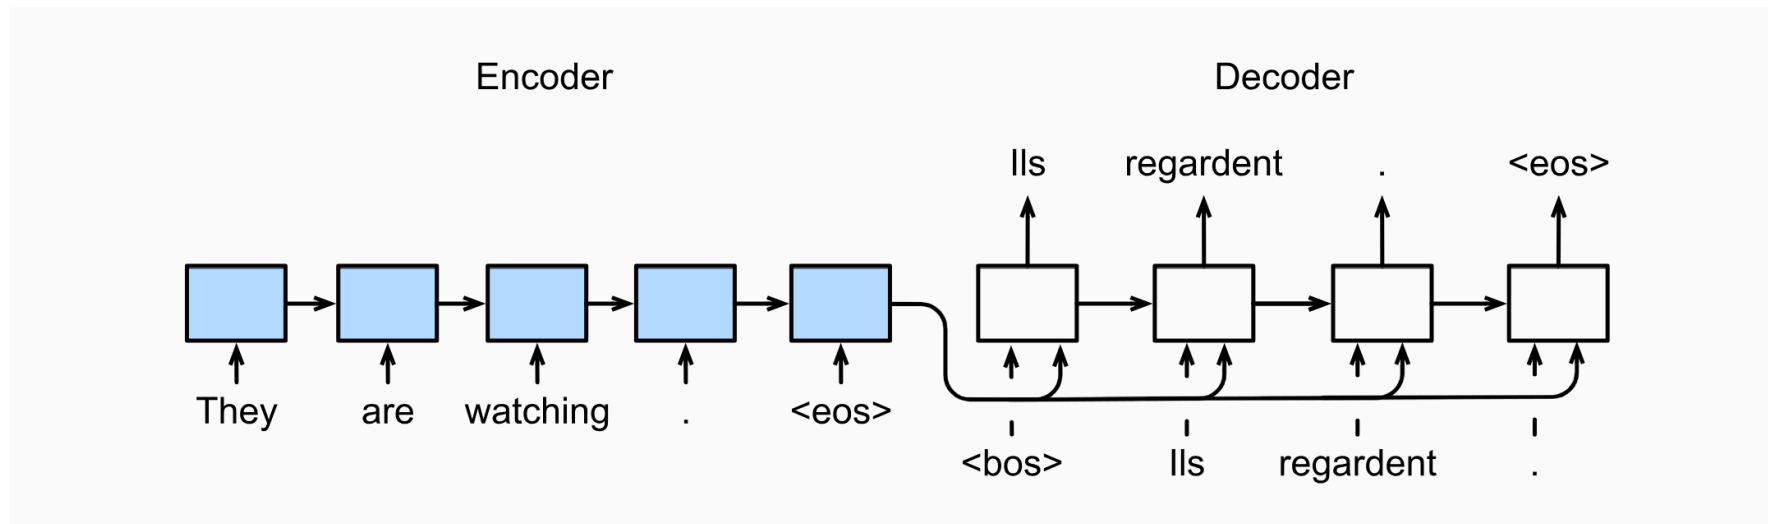 Encoder Decoder
Ils regardent . <eos>
They are watching . <eos>
<bos> Ils regardent .